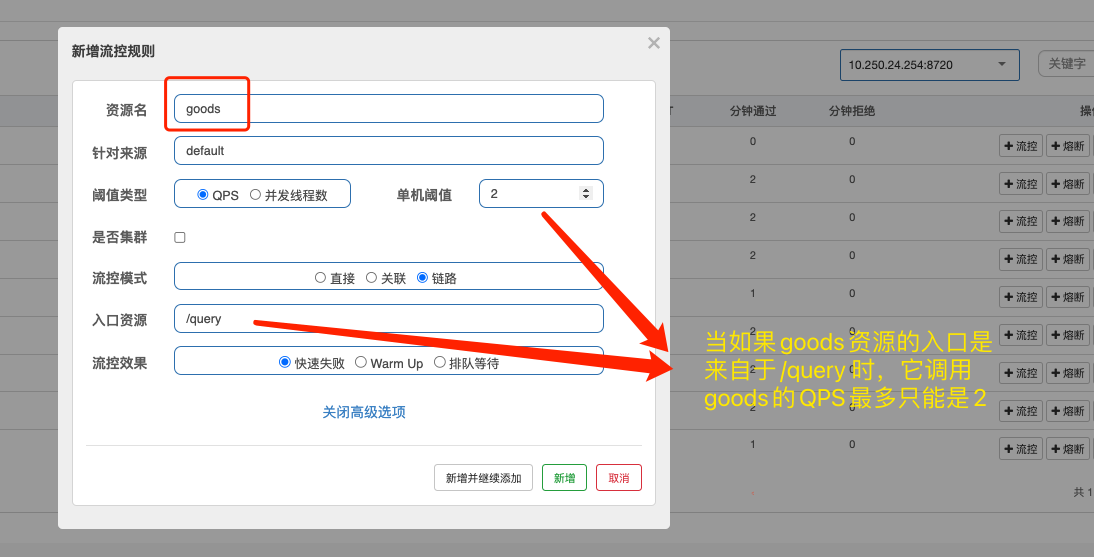 新增流控规则
×
10.250.24.254:8720
关键字
资源名
goods
针对来源
default
阈值类型
QPS
并发线程数
单机阈值
2
是否集群
流控模式
直接
关联
链路
入口资源
/query
流控效果
快速失败
Warm Up
排队等待
关闭高级选项
新增并继续添加
新增
取消
分钟通过
分钟拒绝
0 0 + 流控 + 熔断
2 0 + 流控 + 熔断
2 0 + 流控 + 熔断
2 0 + 流控 + 熔断
1 0 + 流控 + 熔断
2 0 + 流控 + 熔断
2 0 + 流控 + 熔断
2 0 + 流控 + 熔断
1 0 + 流控 + 熔断
共 1
当如果goods资源的入口是
来自于/query时，它调用
goods的QPS最多只能是2